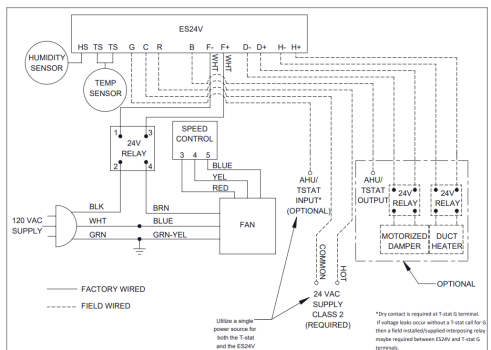 ES24V
HS TS TS G C R B F- F+ D- D+ H- H+
WHT WHT
HUMIDITY
SENSOR
TEMP
SENSOR
1 3
24V
RELAY
2 4
SPEED
CONTROL
3 4 5
BLUE
YEL
RED
AHU/
TSTAT
INPUT*
(OPTIONAL)
AHU/
TSTAT
OUTPUT
24V
RELAY
24V
RELAY
MOTORIZED
DAMPER
DUCT
HEATER
OPTIONAL
120 VAC
SUPPLY
BLK
WHT
GRN
BRN
BLUE
GRN-YEL
FAN
COMMON
HOT
24 VAC
SUPPLY
CLASS 2
(REQUIRED)
FACTORY WIRED
FIELD WIRED
Utilize a single
power source for
both the T-stat
and the ES24V
*Dry contact is required at T-stat G terminal.
If voltage leaks occur without a T-stat call for G
then a field installed/supplied interposing relay
maybe required between ES24V and T-stat G
terminals.